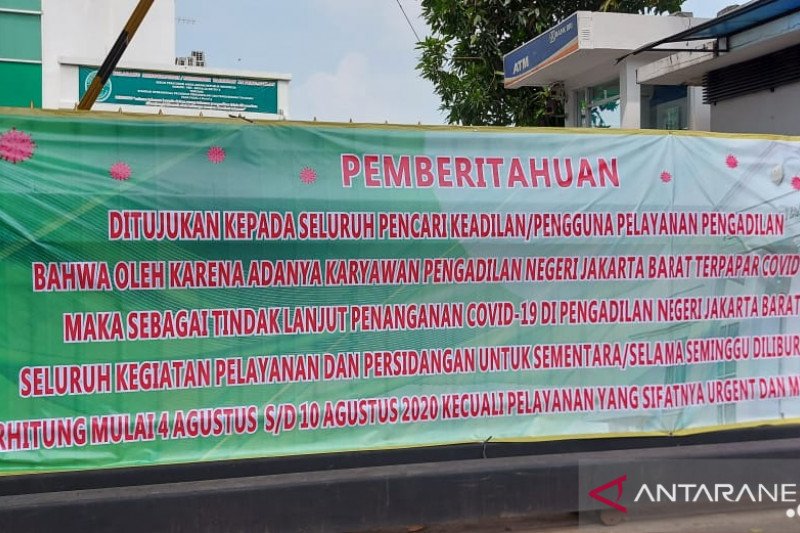 ATM
BANK BRI
PEMBERITAHUAN
DITUJUKAN KEPADA SELURUH PENCARI KEADILAN/PENGGUNA PELAYANAN PENGADILAN
BAHWA OLEH KARENA ADANYA KARYAWAN PENGADILAN NEGERI JAKARTA BARAT TERPAPAR COVID
MAKA SEBAGAI TINDAK LANJUT PENANGANAN COVID-19 DI PENGADILAN NEGERI JAKARTA BARAT
SELURUH KEGIATAN PELAYANAN DAN PERSIDANGAN UNTUK SEMENTARA/SELAMA SEMINGGU DILIBUR
RHITUNG MULAI 4 AGUSTUS S/D 10 AGUSTUS 2020 KECUALI PELAYANAN YANG SIFATNYA URGENT DAN M
ANTARANE